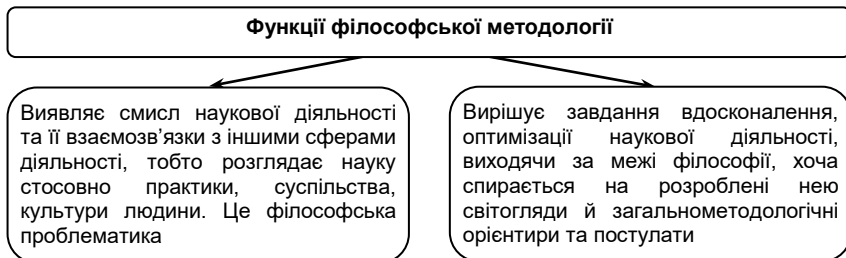 Функції філософської методології
Виявляє смисл наукової діяльності
та її взаємозв’язки з іншими сферами
діяльності, тобто розглядає науку
стосовно практики, суспільства,
культури людини. Це філософська
проблематика
Вирішує завдання вдосконалення,
оптимізації наукової діяльності,
виходячи за межі філософії, хоча
спирається на розроблені нею
світогляди й загальнометодологічні
орієнтири та постулати